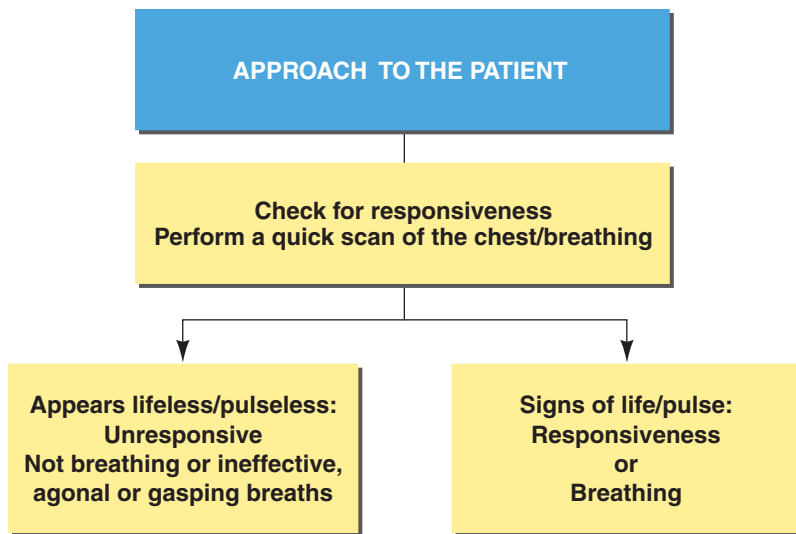 APPROACH TO THE PATIENT
Check for responsiveness
Perform a quick scan of the chest/breathing
Appears lifeless/pulseless:
Unresponsive
Not breathing or ineffective,
agonal or gasping breaths
Signs of life/pulse:
Responsiveness
or
Breathing